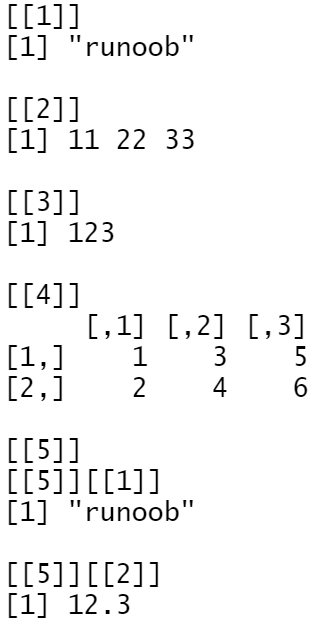 [[1]]
[1] "runoob"

[[2]]
[1] 11 22 33

[[3]]
[1] 123

[[4]]
     [,1] [,2] [,3]
[1,]    1    3    5
[2,]    2    4    6

[[5]]
[[5]][[1]]
[1] "runoob"

[[5]][[2]]
[1] 12.3